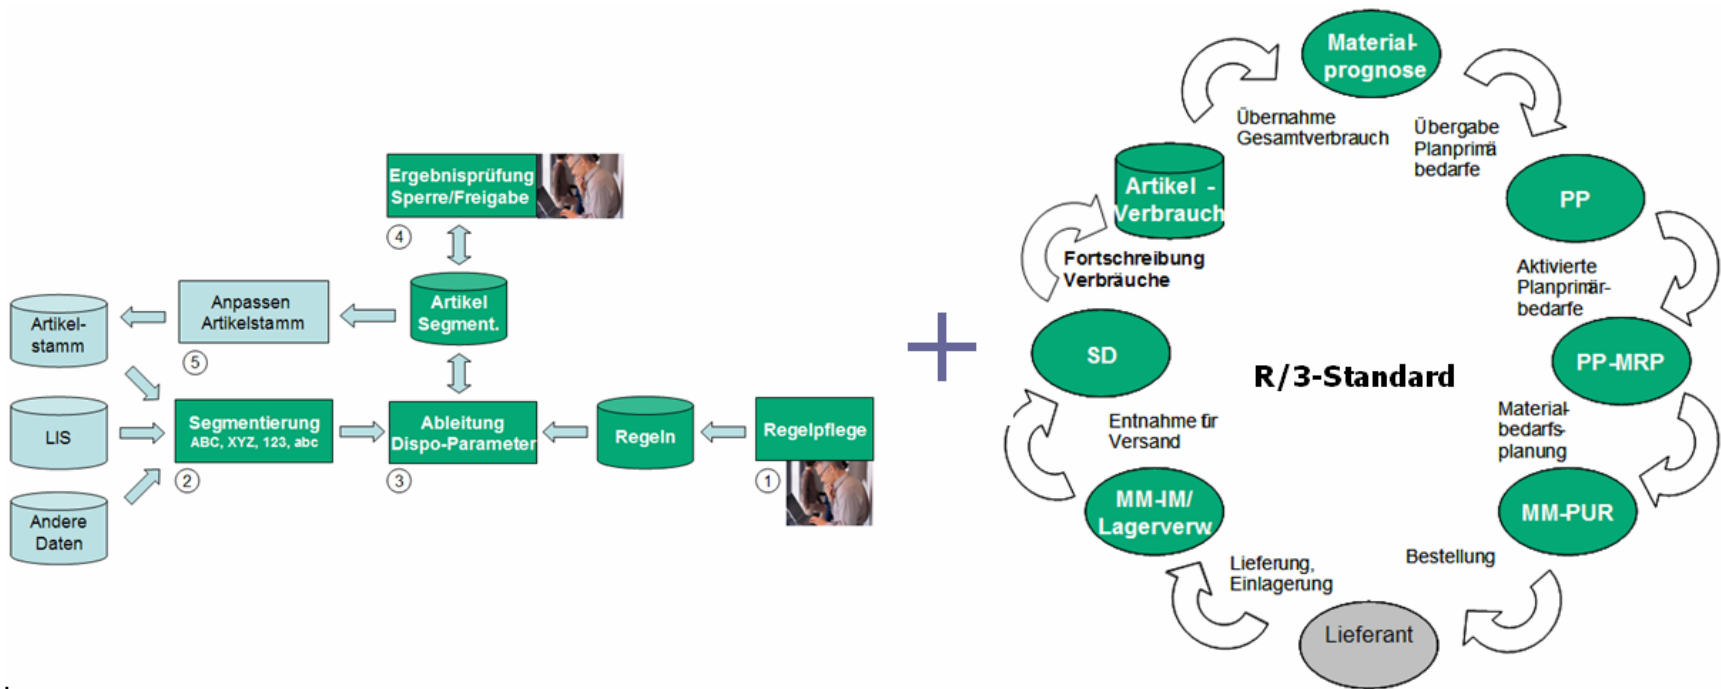 Ergebnisprüfung
Sperre/Freigabe
4
Artikel
Segment.
Anpassen
Artikelstamm
5
Artikel-
stamm
LIS
Andere
Daten
Segmentierung
ABC, XYZ, 123, abc
2
Ableitung
Dispo-Parameter
3
Regeln
Regelpflege
1
+
R/3-Standard
Material-
prognose
Übergabe
Planprimä
bedarfe
PP
Aktivierte
Planprimär-
bedarfe
PP-MRP
Material-
bedarfs-
planung
MM-PUR
Bestellung
Lieferant
Lieferung,
Einlagerung
MM-IM/
Lagerverw.
Entnahme für
Versand
SD
Fortschreibung
Verbräuche
Artikel -
Verbrauch
Übernahme
Gesamtverbrauch